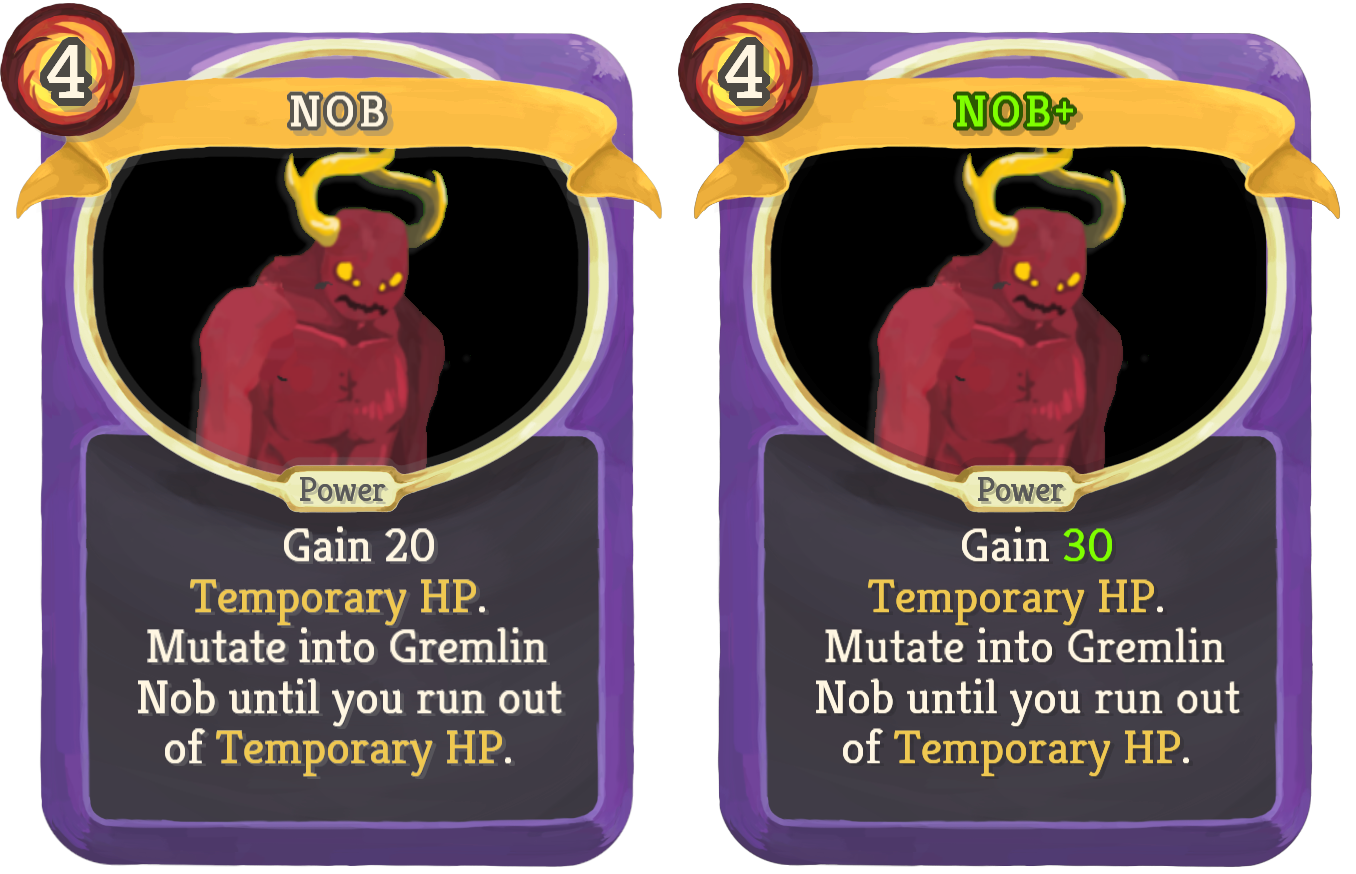 4
NOB
Power
Gain 20
Temporary HP.
Mutate into Gremlin
Nob until you run out
of Temporary HP.
4
NOB+
Power
Gain 30
Temporary HP.
Mutate into Gremlin
Nob until you run out
of Temporary HP.